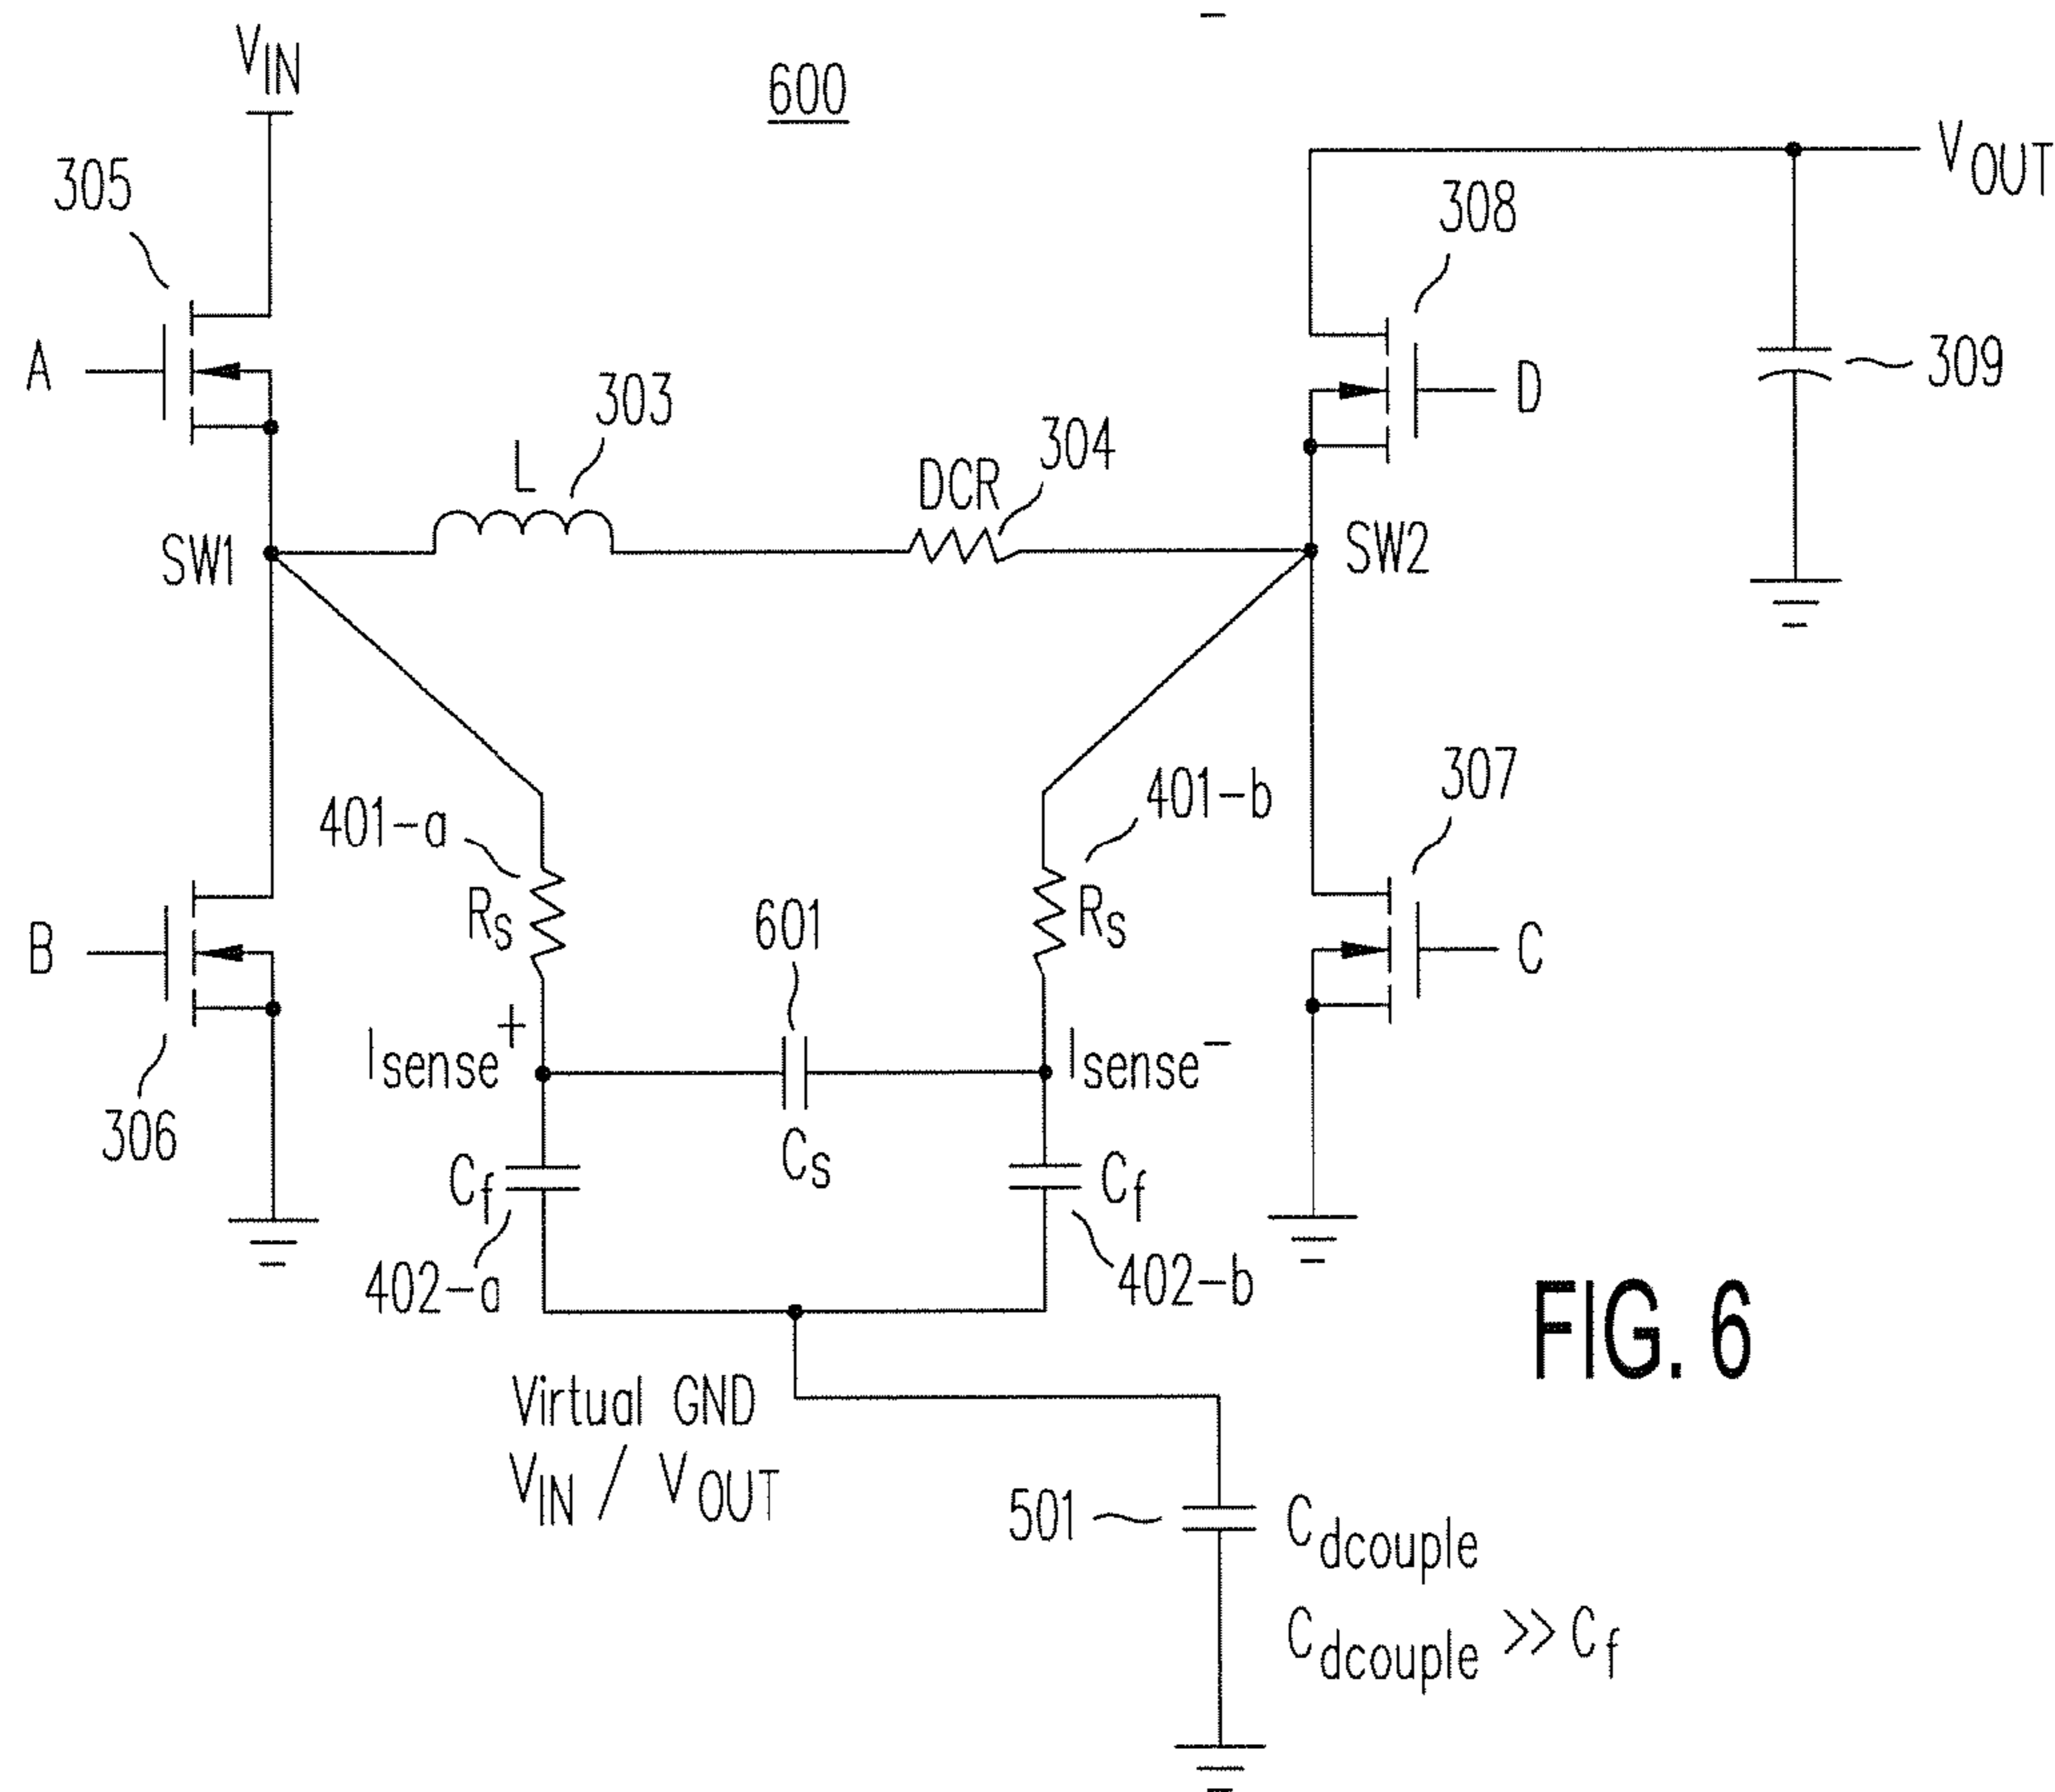 600
VIN
VOUT
305
308
A
D
309
303
L
304
DCR
SW1
SW2
401-a
401-b
307
RS
RS
601
B
C
Isense+
Isense-
306
Cf
CS
Cf
402-a
402-b
FIG. 6
Virtual GND
VIN / VOUT
501
Cdcouple
Cdcouple >> Cf